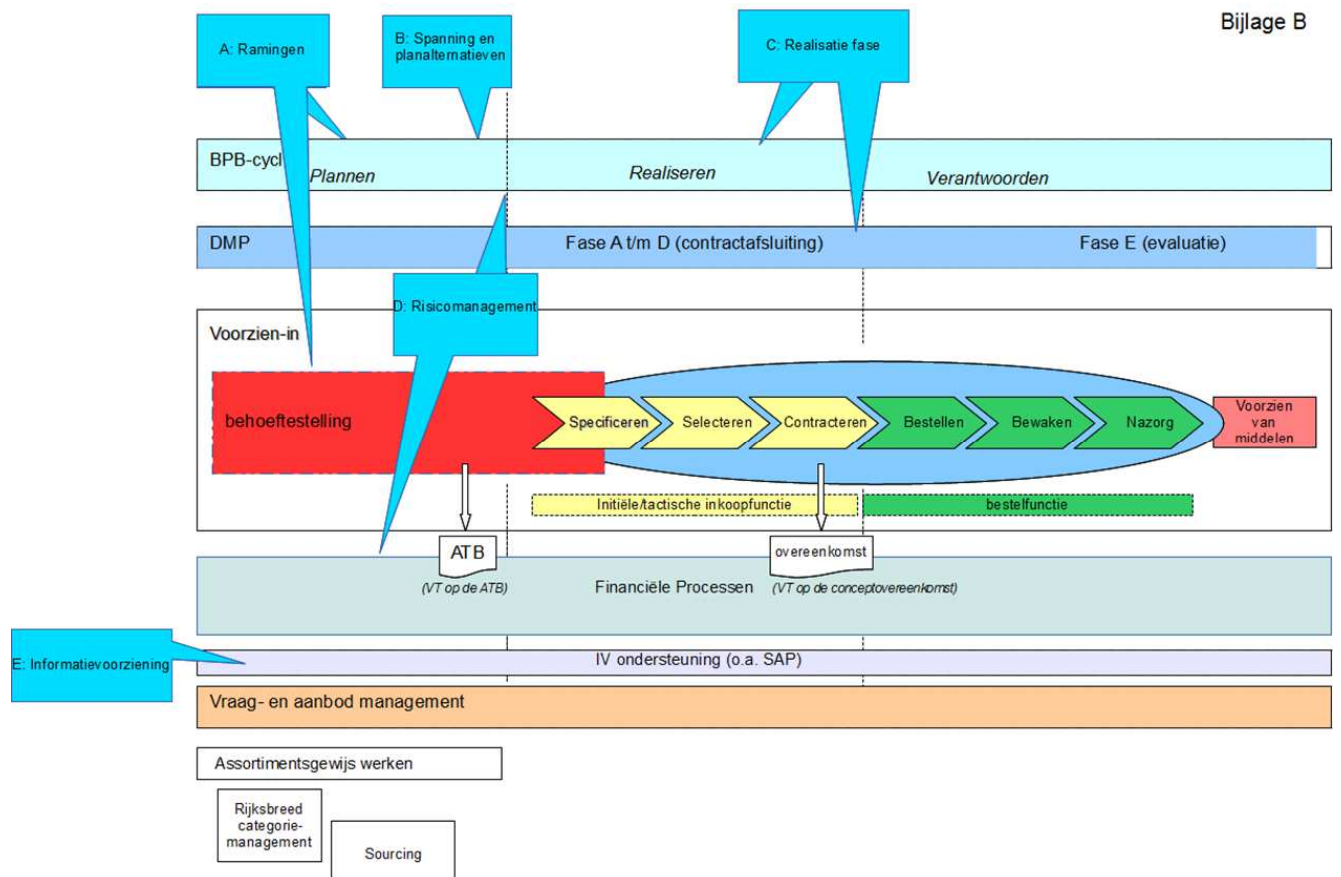 Bijlage B
A: Ramingen
B: Spanning en
planalternatieven
C: Realisatie fase
BPB-cycl
Plannen
Realiseren
Verantwoorden
DMP
Fase A t/m D (contractafsluiting)
Fase E (evaluatie)
D: Risicomanagement
Voorzien-in
behoeftestelling
Specificeren
Selecteren
Contracteren
Bestellen
Bewaken
Nazorg
Voorzien
van
middelen
Initiële/tactische inkoopfunctie
bestelfunctie
ATB
overeenkomst
(VT op de ATB)
Financiële Processen
(VT op de conceptovereenkomst)
E: Informatievoorziening
IV ondersteuning (o.a. SAP)
Vraag- en aanbod management
Assortimentsgewijs werken
Rijksbreed
categorie-
management
Sourcing